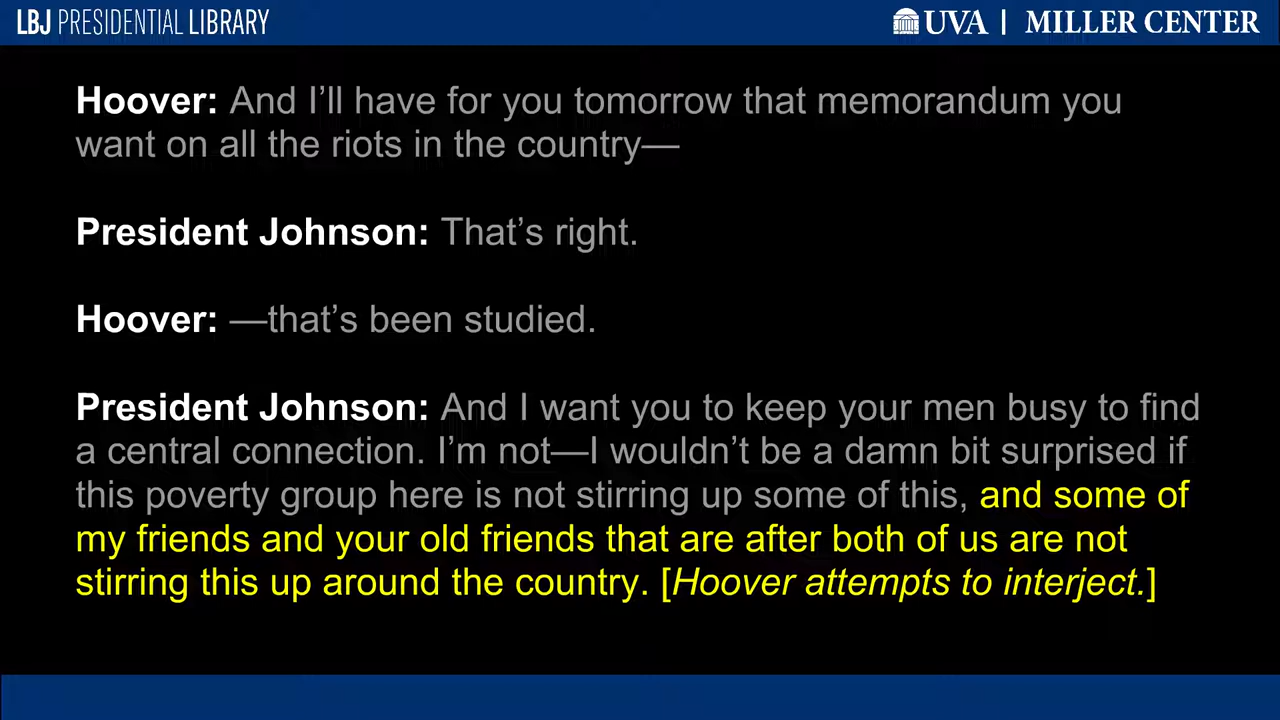 LBJ PRESIDENTIAL LIBRARY
UVA | MILLER CENTER
Hoover: And I’ll have for you tomorrow that memorandum you
want on all the riots in the country—
President Johnson: That’s right.
Hoover: —that’s been studied.
President Johnson: And I want you to keep your men busy to find
a central connection. I’m not—I wouldn’t be a damn bit surprised if
this poverty group here is not stirring up some of this, and some of
my friends and your old friends that are after both of us are not
stirring this up around the country. [Hoover attempts to interject.]